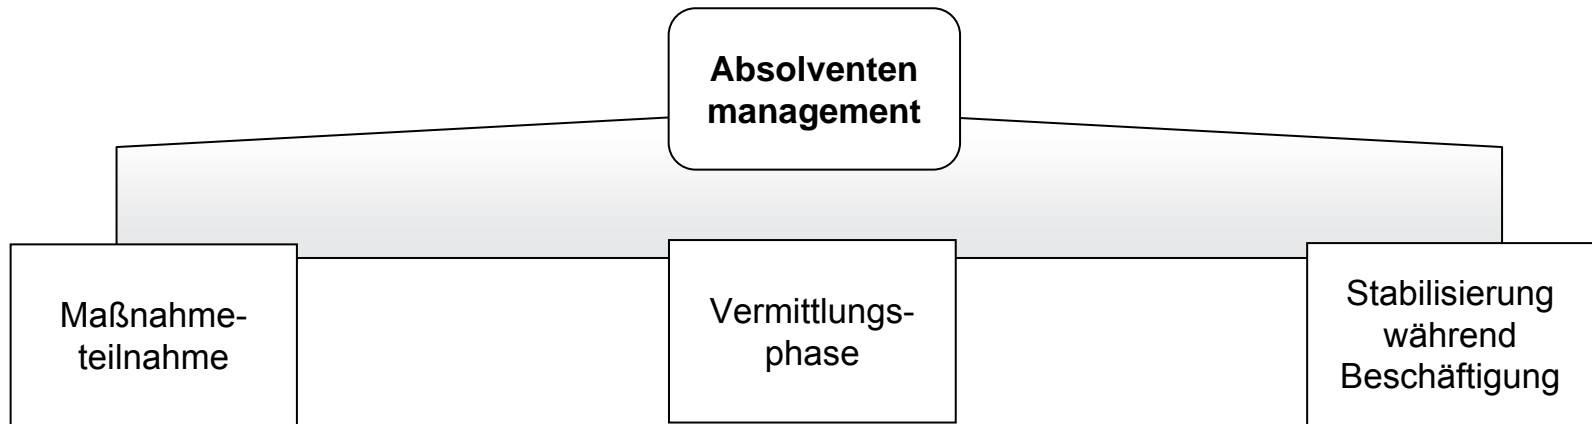 Absolventen
management
Maßnahme-
teilnahme
Vermittlungs-
phase
Stabilisierung
während
Beschäftigung